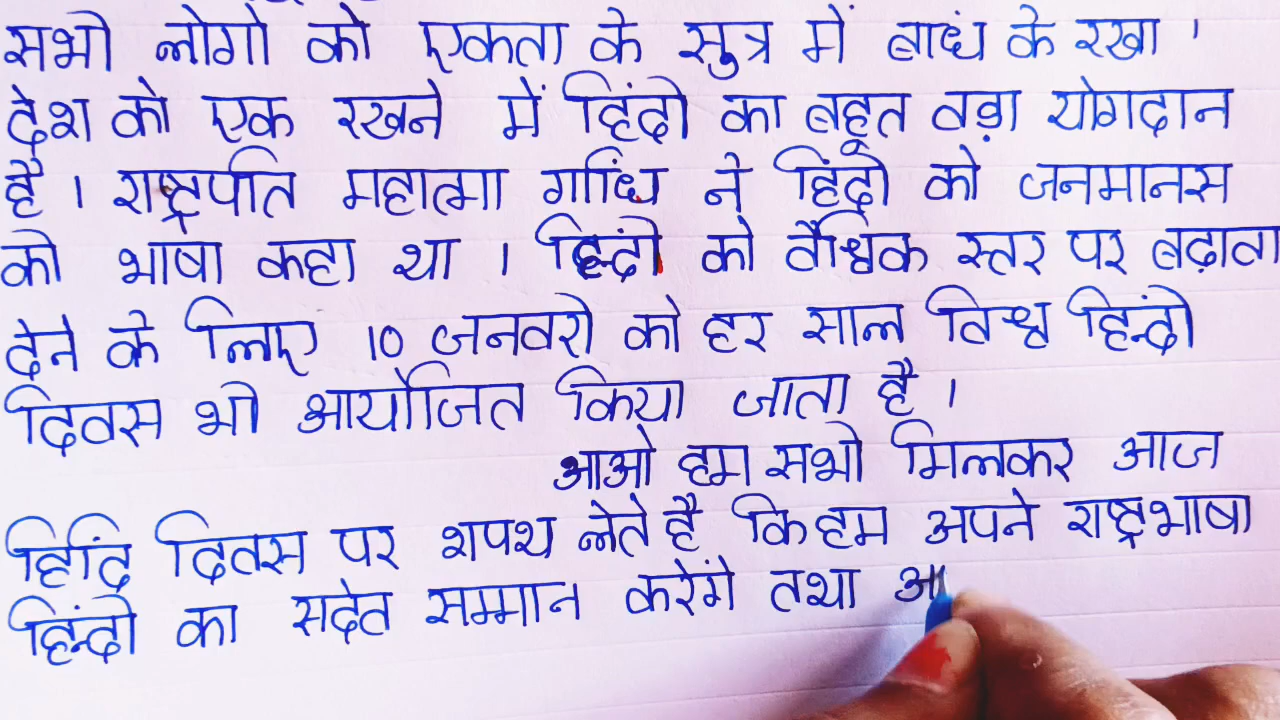 सभी लोगो को एकता के सुत्र में बाधं के रखा ।
देश को एक रखने में हिंदी का बहुत बड़ा योगदान
है । राष्ट्रपति महात्मा गांधि ने हिंदी को जनमानस
की भाषा कहा था । हिंदी को वैश्विक स्तर पर बढ़ावा
देने के लिए 10 जनवरी को हर साल विश्व हिन्दी
दिवस भी आयोजित किया जाता है ।
आओ हम सभी मिलकर आज
हिंदि दिवस पर शपथ लेते है कि हम अपने राष्ट्रभाषा
हिन्दी का सदेव सम्मान करेंगे तथा